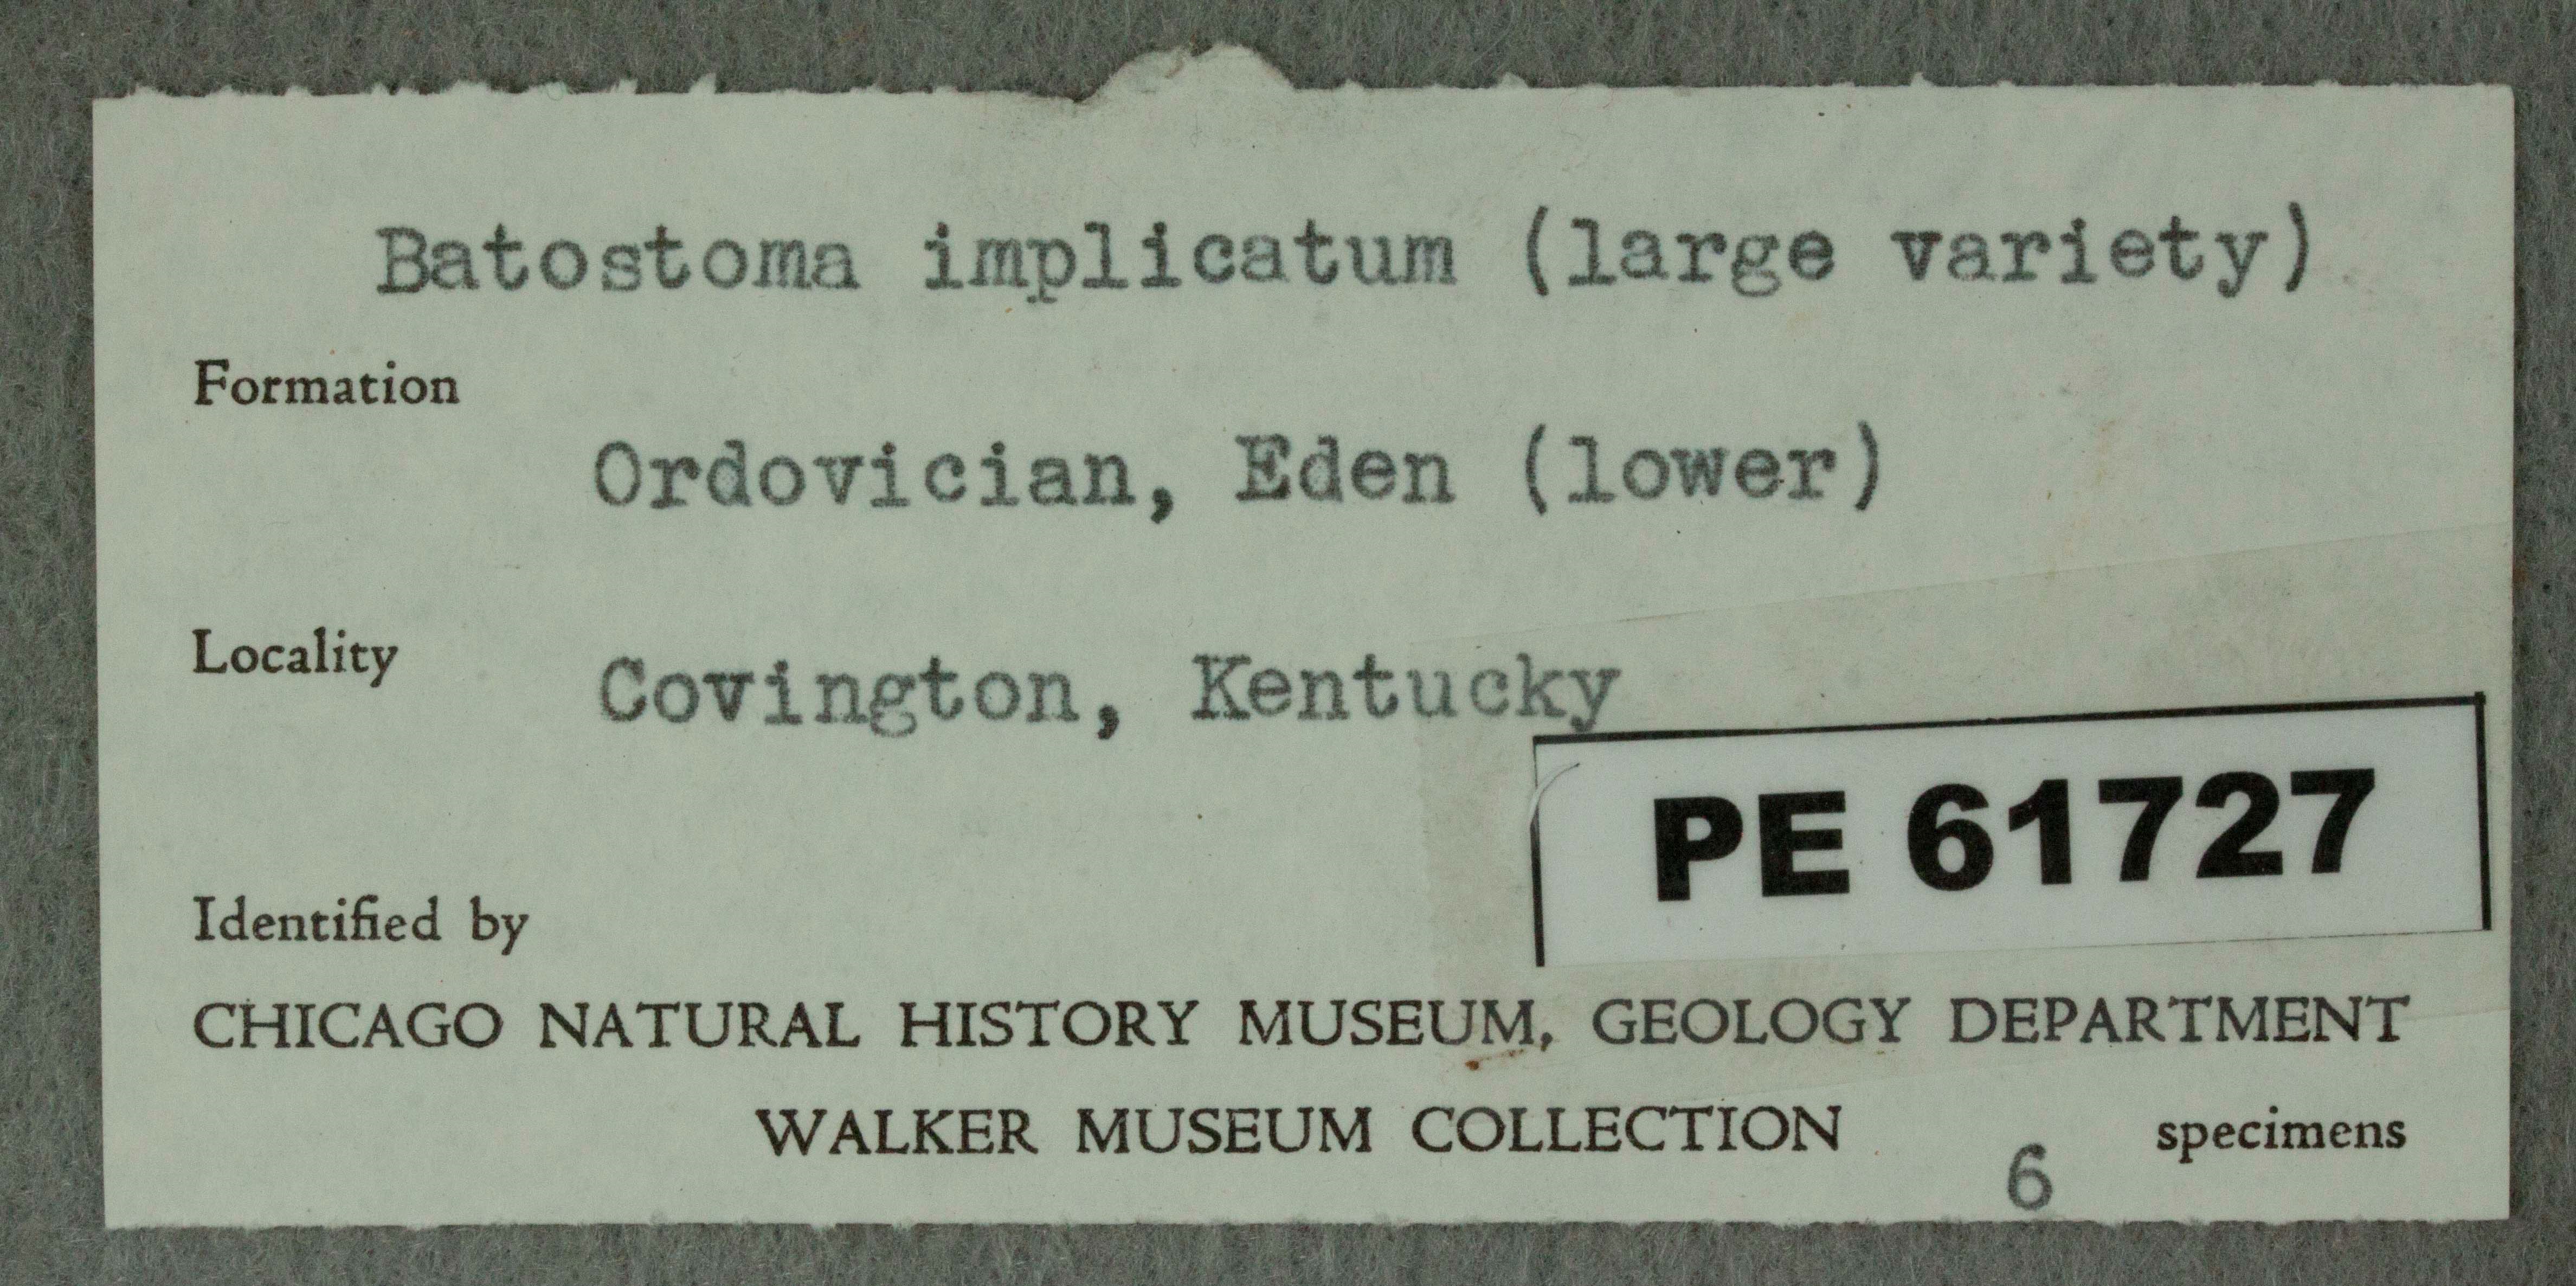 Batostoma implicatum (large variety)
Formation
Ordovician, Eden (lower)
Locality
Covington, Kentucky
PE 61727
Identified by
CHICAGO NATURAL HISTORY MUSEUM, GEOLOGY DEPARTMENT
WALKER MUSEUM COLLECTION 6 specimens